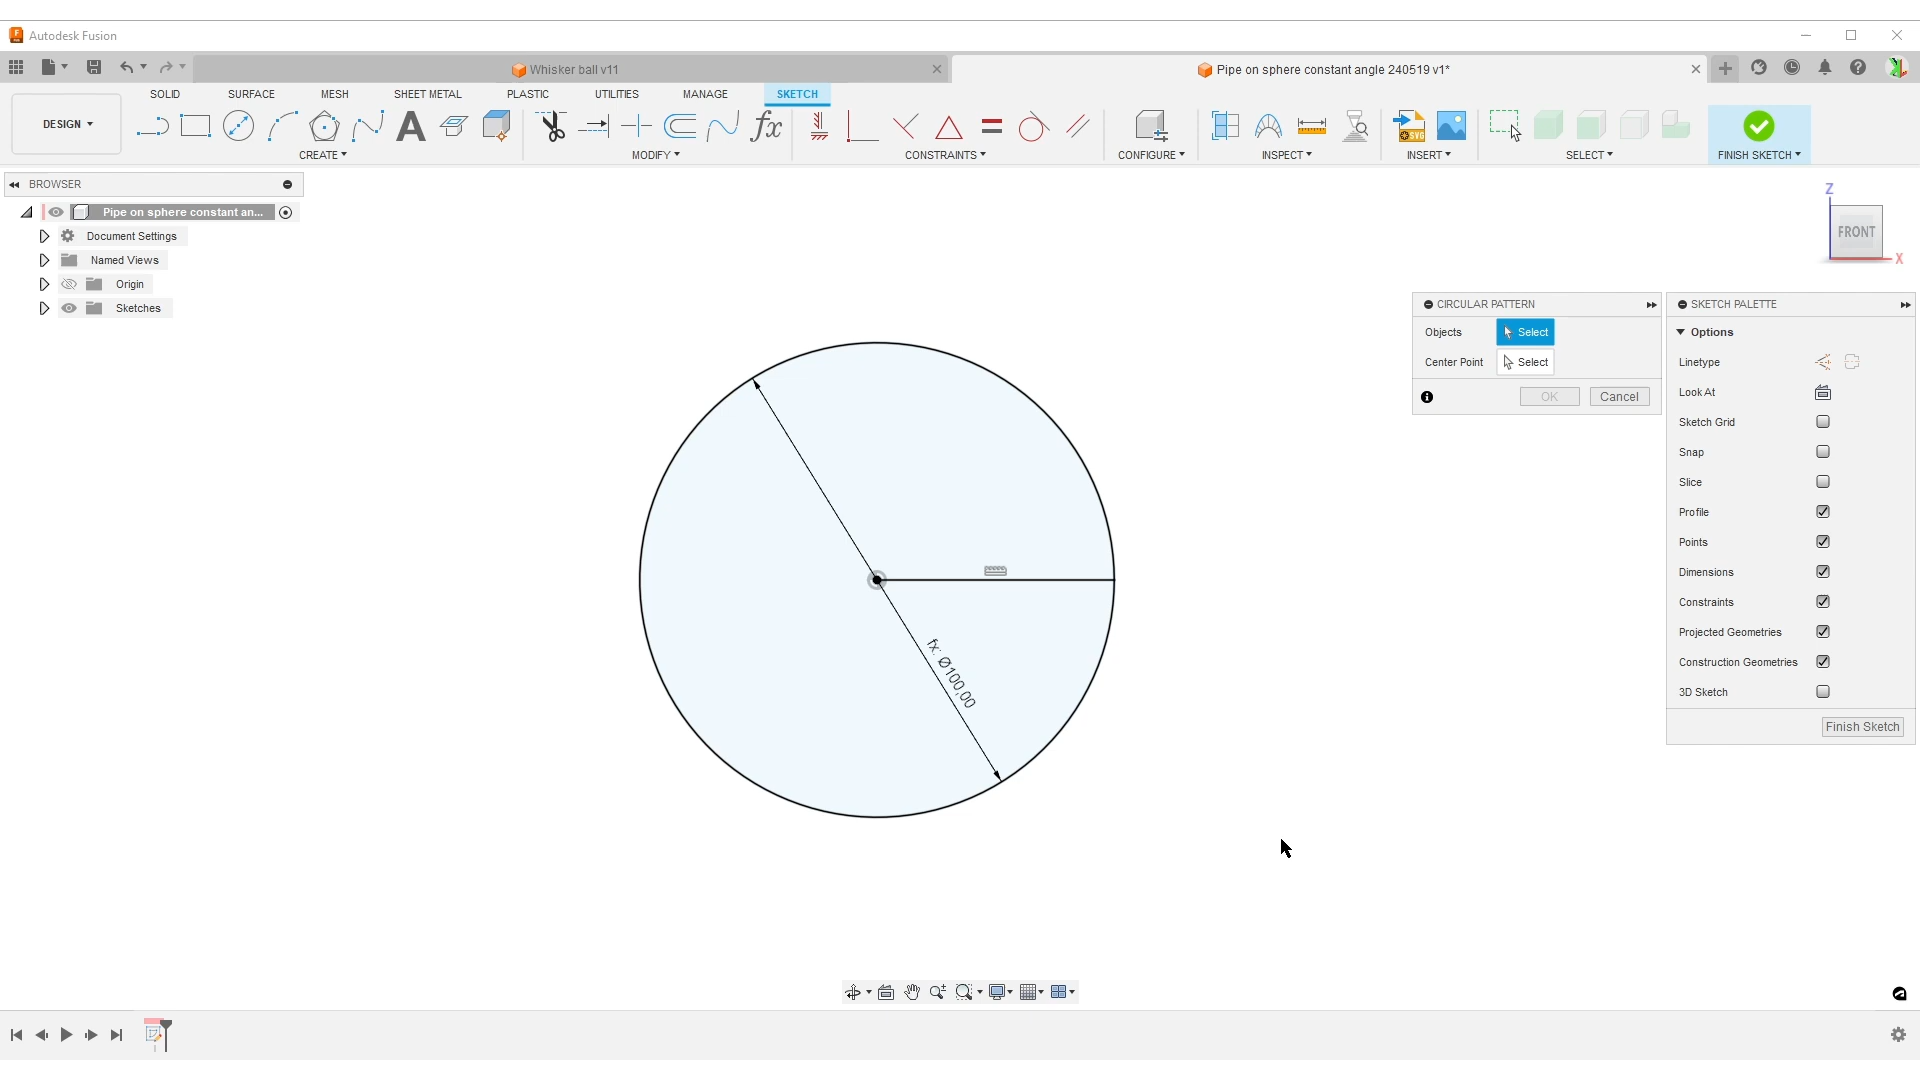 Autodesk Fusion
Whisker ball v11
Pipe on sphere constant angle 240519 v1*
SOLID SURFACE MESH SHEET METAL PLASTIC UTILITIES MANAGE SKETCH
DESIGN
CREATE MODIFY CONSTRAINTS CONFIGURE INSPECT INSERT SELECT FINISH SKETCH
BROWSER
Pipe on sphere constant an...
Document Settings
Named Views
Origin
Sketches
Z
FRONT
X
CIRCULAR PATTERN
Objects Select
Center Point Select
OK Cancel
SKETCH PALETTE
Options
Linetype
Look At
Sketch Grid
Snap
Slice
Profile
Points
Dimensions
Constraints
Projected Geometries
Construction Geometries
3D Sketch
Finish Sketch
fx: Ø100,00